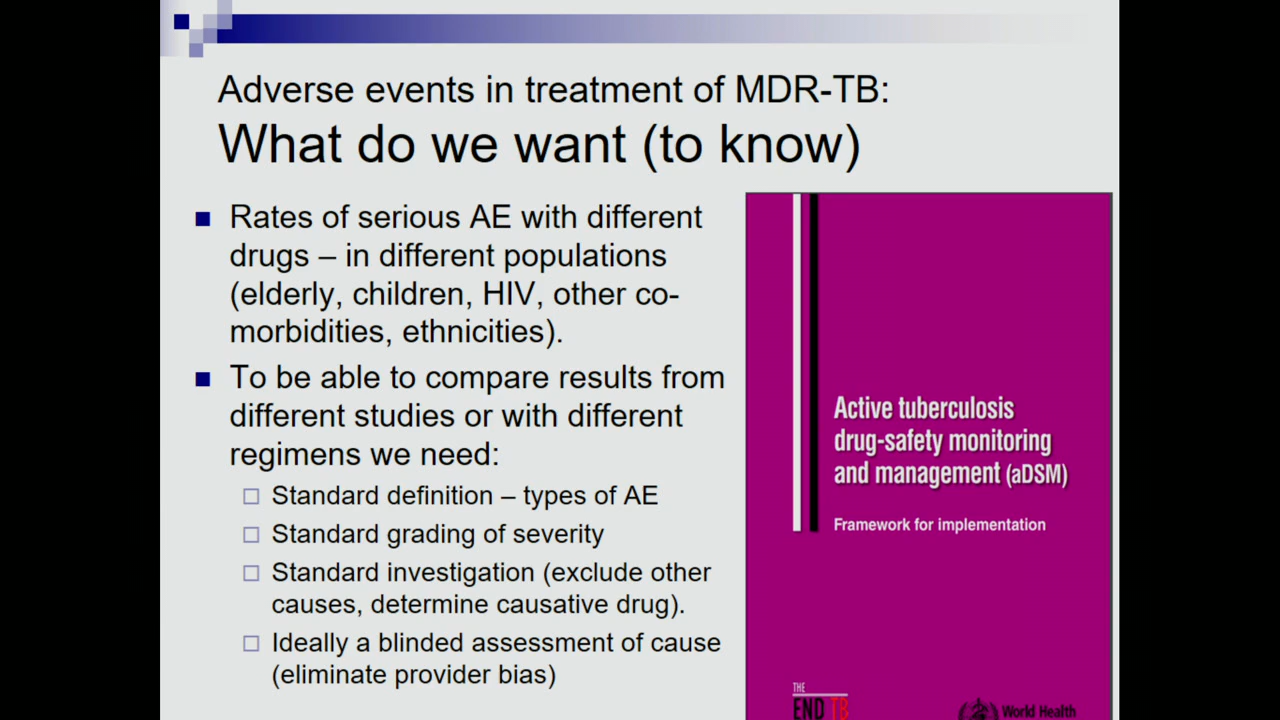 Adverse events in treatment of MDR-TB:
What do we want (to know)
Rates of serious AE with different
drugs – in different populations
(elderly, children, HIV, other co-
morbidities, ethnicities).
To be able to compare results from
different studies or with different
regimens we need:
Standard definition – types of AE
Standard grading of severity
Standard investigation (exclude other
causes, determine causative drug).
Ideally a blinded assessment of cause
(eliminate provider bias)
Active tuberculosis
drug-safety monitoring
and management (aDSM)
Framework for implementation
THE
END TB
World Health